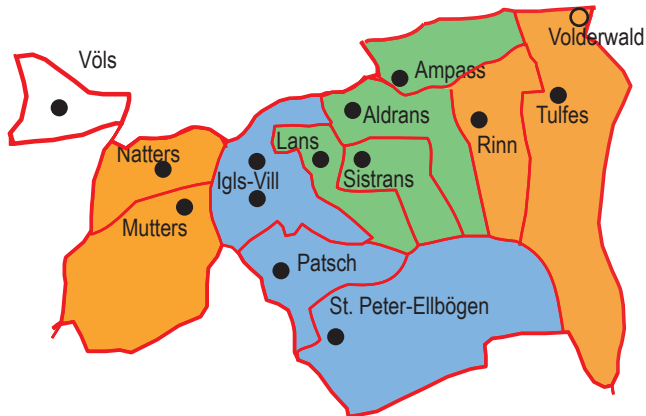 Völs
Volderwald
Ampass
Aldrans
Tulfes
Natters
Lans
Rinn
Igls-Vill
Sistrans
Mutters
Patsch
St. Peter-Ellbögen